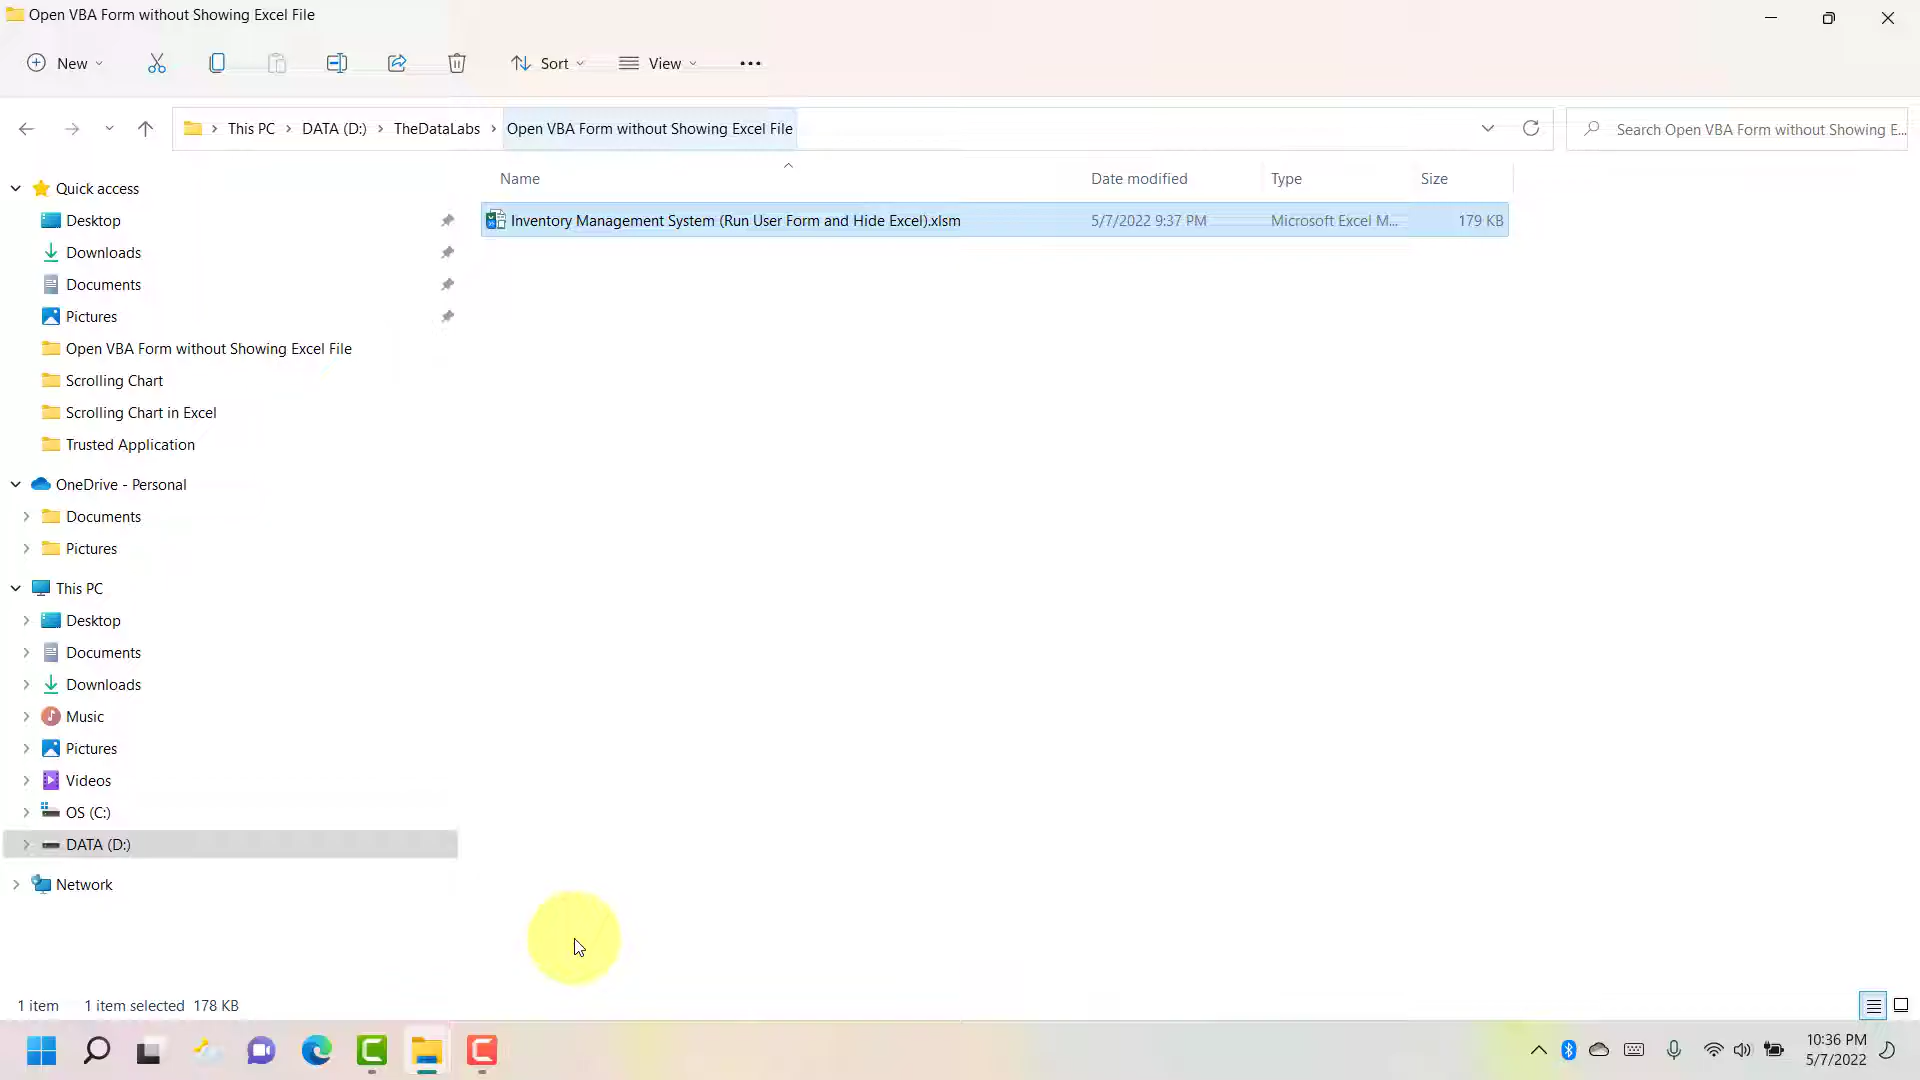 Open VBA Form without Showing Excel File
New
Sort
View
This PC > DATA (D:) > TheDataLabs > Open VBA Form without Showing Excel File
Search Open VBA Form without Showing E...
Name Date modified Type Size
Inventory Management System (Run User Form and Hide Excel).xlsm 5/7/2022 9:37 PM Microsoft Excel M... 179 KB
Quick access
Desktop
Downloads
Documents
Pictures
Open VBA Form without Showing Excel File
Scrolling Chart
Scrolling Chart in Excel
Trusted Application
OneDrive - Personal
Documents
Pictures
This PC
Desktop
Documents
Downloads
Music
Pictures
Videos
OS (C:)
DATA (D:)
Network
1 item 1 item selected 178 KB
10:36 PM
5/7/2022